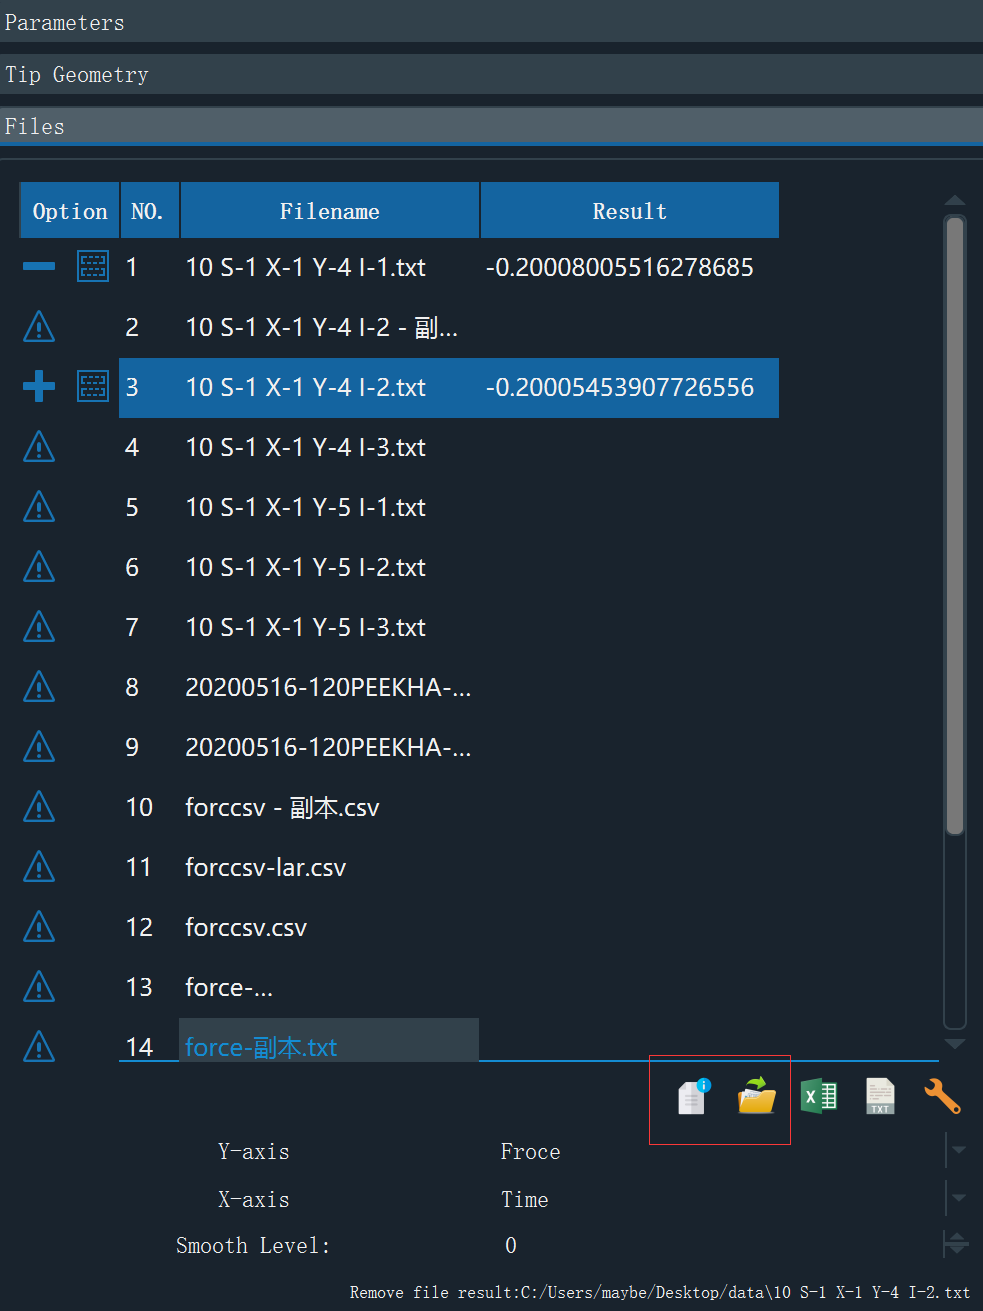 Parameters
Tip Geometry
Files
Option NO. Filename Result
1 10 S-1 X-1 Y-4 I-1.txt -0.20008005516278685
2 10 S-1 X-1 Y-4 I-2 - 副...
3 10 S-1 X-1 Y-4 I-2.txt -0.20005453907726556
4 10 S-1 X-1 Y-4 I-3.txt
5 10 S-1 X-1 Y-5 I-1.txt
6 10 S-1 X-1 Y-5 I-2.txt
7 10 S-1 X-1 Y-5 I-3.txt
8 20200516-120PEEKHA-...
9 20200516-120PEEKHA-...
10 forccsv - 副本.csv
11 forccsv-lar.csv
12 forccsv.csv
13 force-...
14 force-副本.txt
X TXT
Y-axis Froce
X-axis Time
Smooth Level: 0
Remove file result:C:/Users/maybe/Desktop/data\10 S-1 X-1 Y-4 I-2.txt